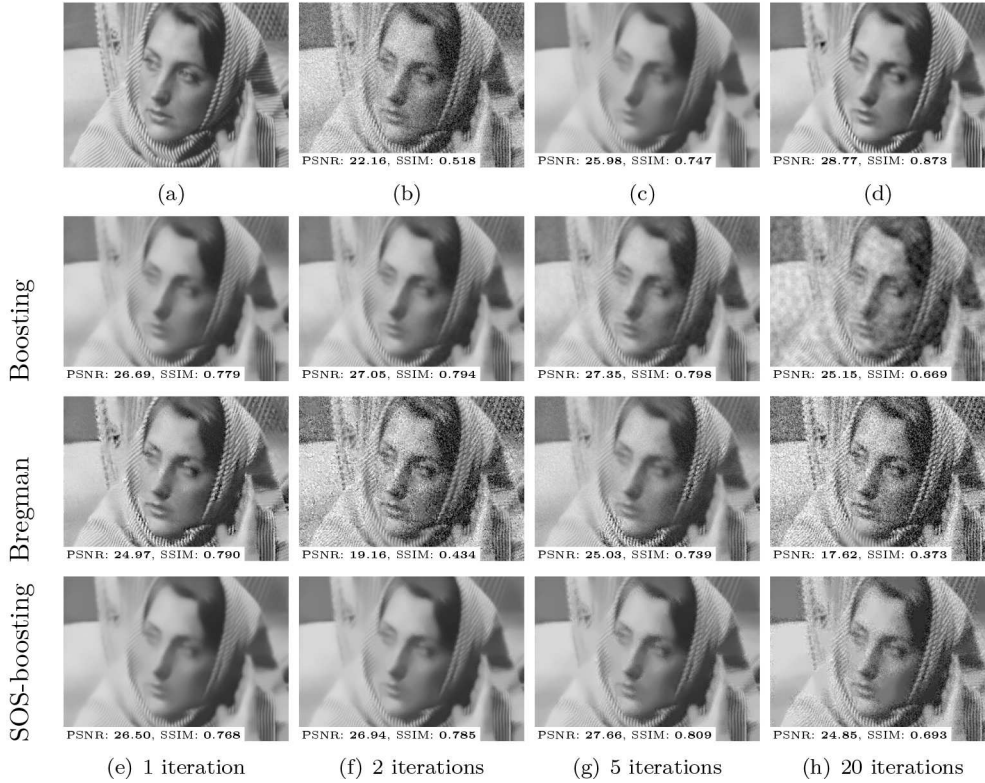 PSNR: 22.16, SSIM: 0.518
PSNR: 25.98, SSIM: 0.747
PSNR: 28.77, SSIM: 0.873
(a)
(b)
(c)
(d)
Boosting
PSNR: 26.69, SSIM: 0.779
PSNR: 27.05, SSIM: 0.794
PSNR: 27.35, SSIM: 0.798
PSNR: 25.15, SSIM: 0.669
Bregman
PSNR: 24.97, SSIM: 0.790
PSNR: 19.16, SSIM: 0.434
PSNR: 25.03, SSIM: 0.739
PSNR: 17.62, SSIM: 0.373
SOS-boosting
PSNR: 26.50, SSIM: 0.768
PSNR: 26.94, SSIM: 0.785
PSNR: 27.66, SSIM: 0.809
PSNR: 24.85, SSIM: 0.693
(e) 1 iteration
(f) 2 iterations
(g) 5 iterations
(h) 20 iterations